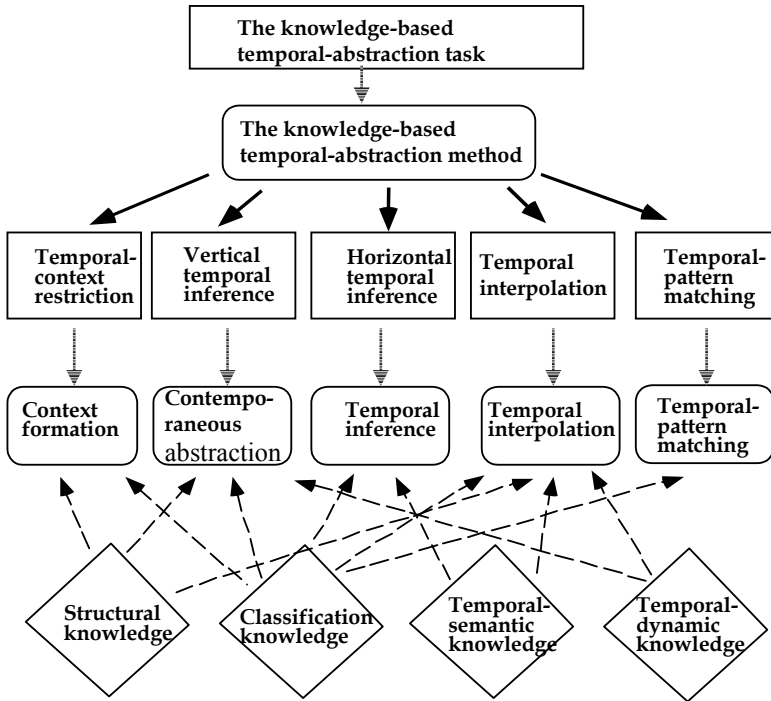 The knowledge-based
temporal-abstraction task
The knowledge-based
temporal-abstraction method
Temporal-
context
restriction
Vertical
temporal
inference
Horizontal
temporal
inference
Temporal
interpolation
Temporal-
pattern
matching
Context
formation
Contempo-
raneous
abstraction
Temporal
inference
Temporal
interpolation
Temporal-
pattern
matching
Structural
knowledge
Classification
knowledge
Temporal-
semantic
knowledge
Temporal-
dynamic
knowledge